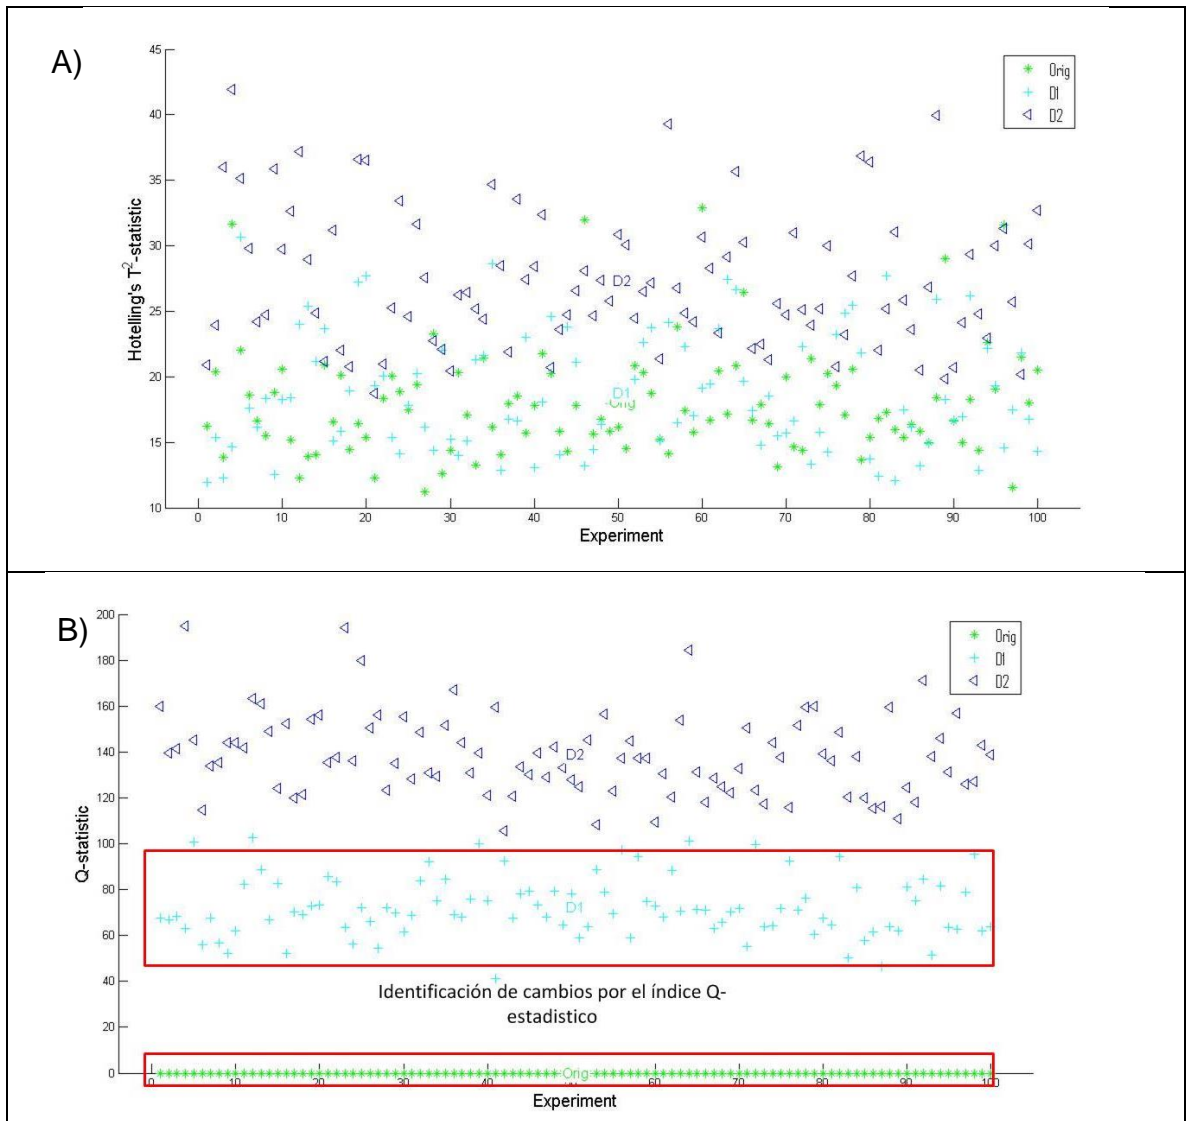 A)
45
40
35
30
25
20
15
10
Hotelling's T²-statistic
Orig
D1
D2
D2
D1
Orig
0 10 20 30 40 50 60 70 80 90 100
Experiment
B)
200
180
160
140
120
100
80
60
40
20
0
Q-statistic
Orig
D1
D2
D2
D1
Identificación de cambios por el índice Q-
estadistico
Orig
0 10 20 30 40 60 70 80 90 100
Experiment